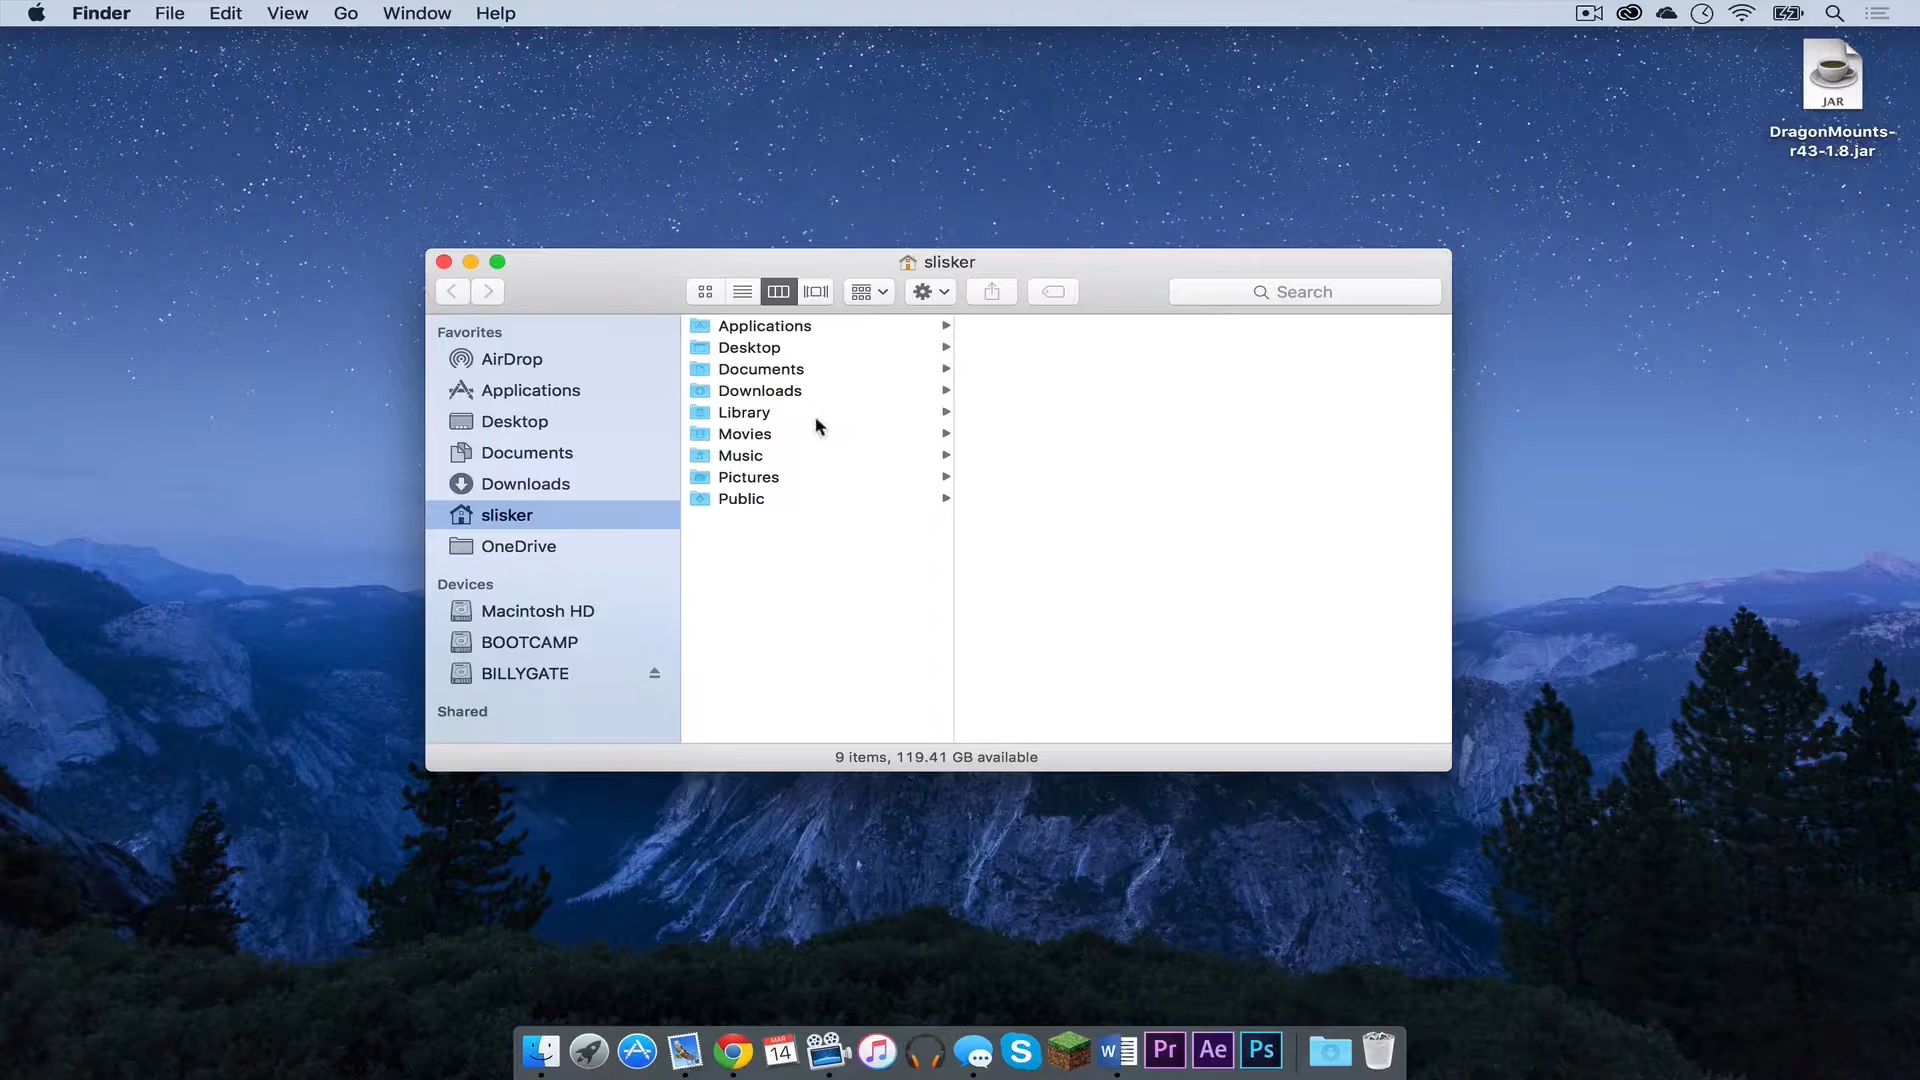 Finder File Edit View Go Window Help
JAR
DragonMounts-
r43-1.8.jar
slisker
Search
Favorites
AirDrop
Applications
Desktop
Documents
Downloads
slisker
OneDrive
Devices
Macintosh HD
BOOTCAMP
BILLYGATE
Shared
Applications
Desktop
Documents
Downloads
Library
Movies
Music
Pictures
Public
9 items, 119.41 GB available
MAR
14
S
W
Pr
Ae
Ps